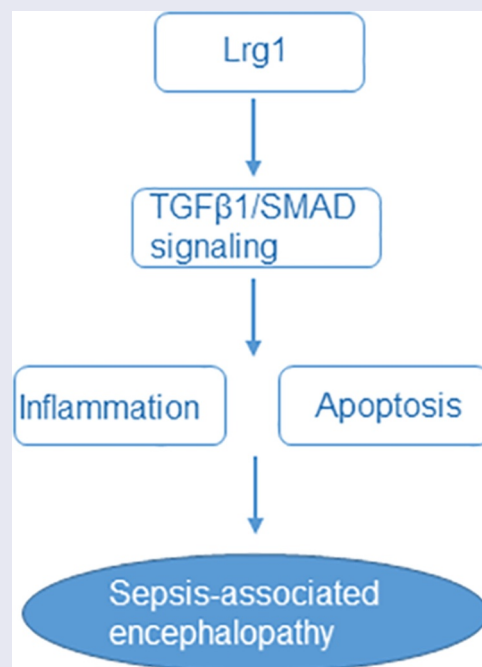 Lrg1
TGFβ1/SMAD
signaling
Inflammation
Apoptosis
Sepsis-associated
encephalopathy